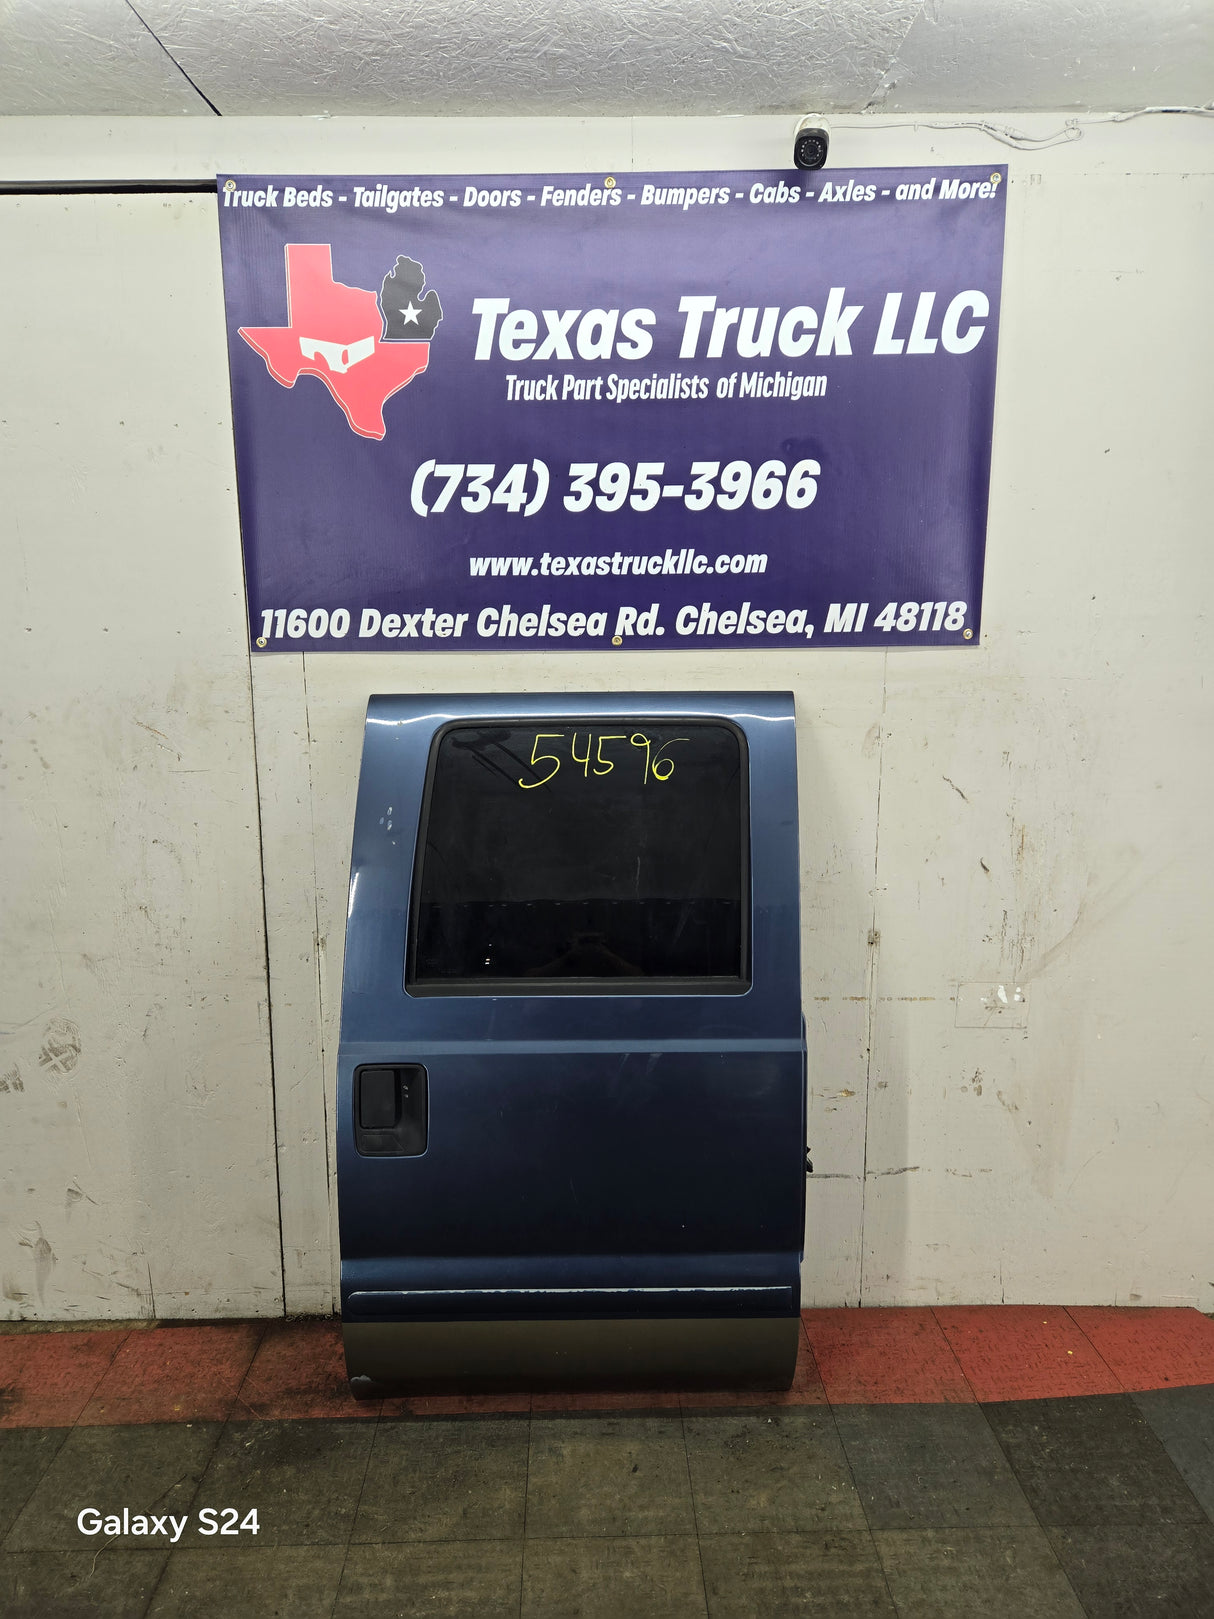 Truck Beds - Tailgates - Doors - Fenders - Bumpers - Cabs - Axles - and More!
Texas Truck LLC
Truck Part Specialists of Michigan
(734) 395-3966
www.texastruckllc.com
11600 Dexter Chelsea Rd. Chelsea, MI 48118
54596
Galaxy S24